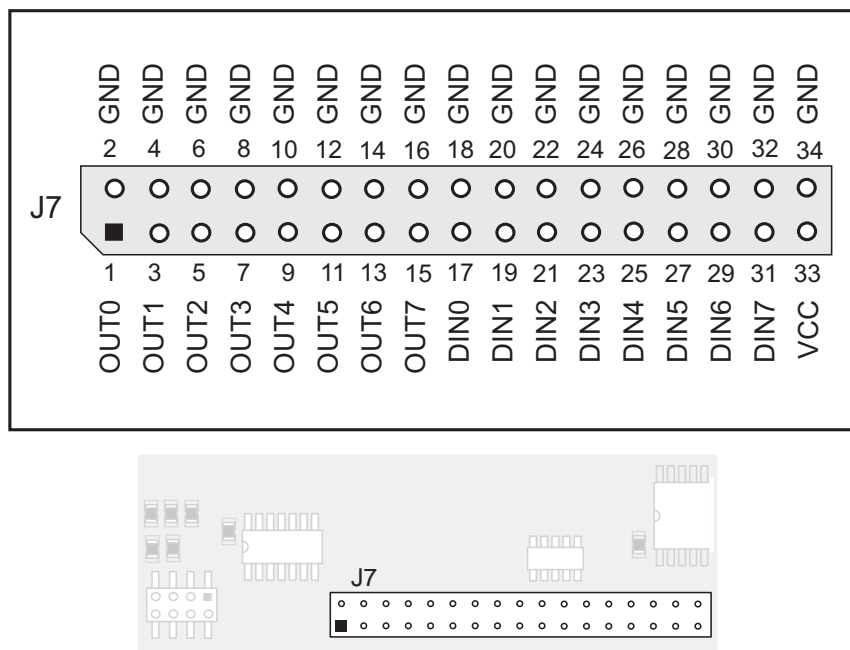 GND GND GND GND GND GND GND GND GND GND GND GND GND GND GND GND GND
2 4 6 8 10 12 14 16 18 20 22 24 26 28 30 32 34
J7
1 3 5 7 9 11 13 15 17 19 21 23 25 27 29 31 33
OUT0 OUT1 OUT2 OUT3 OUT4 OUT5 OUT6 OUT7 DIN0 DIN1 DIN2 DIN3 DIN4 DIN5 DIN6 DIN7 VCC
J7